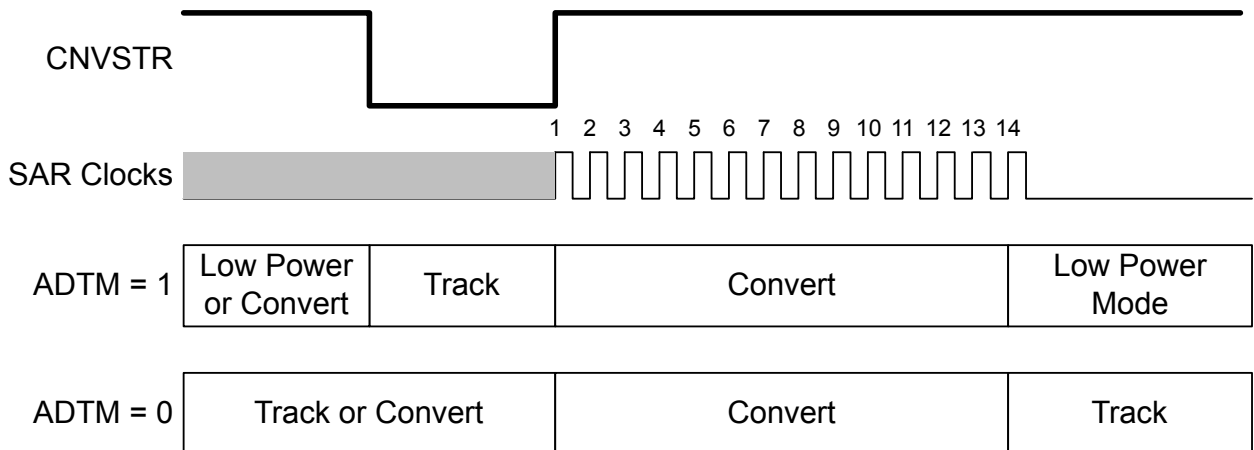 CNVSTR
1 2 3 4 5 6 7 8 9 10 11 12 13 14
SAR Clocks
ADTM = 1
Low Power
or Convert
Track
Convert
Low Power
Mode
ADTM = 0
Track or Convert
Convert
Track